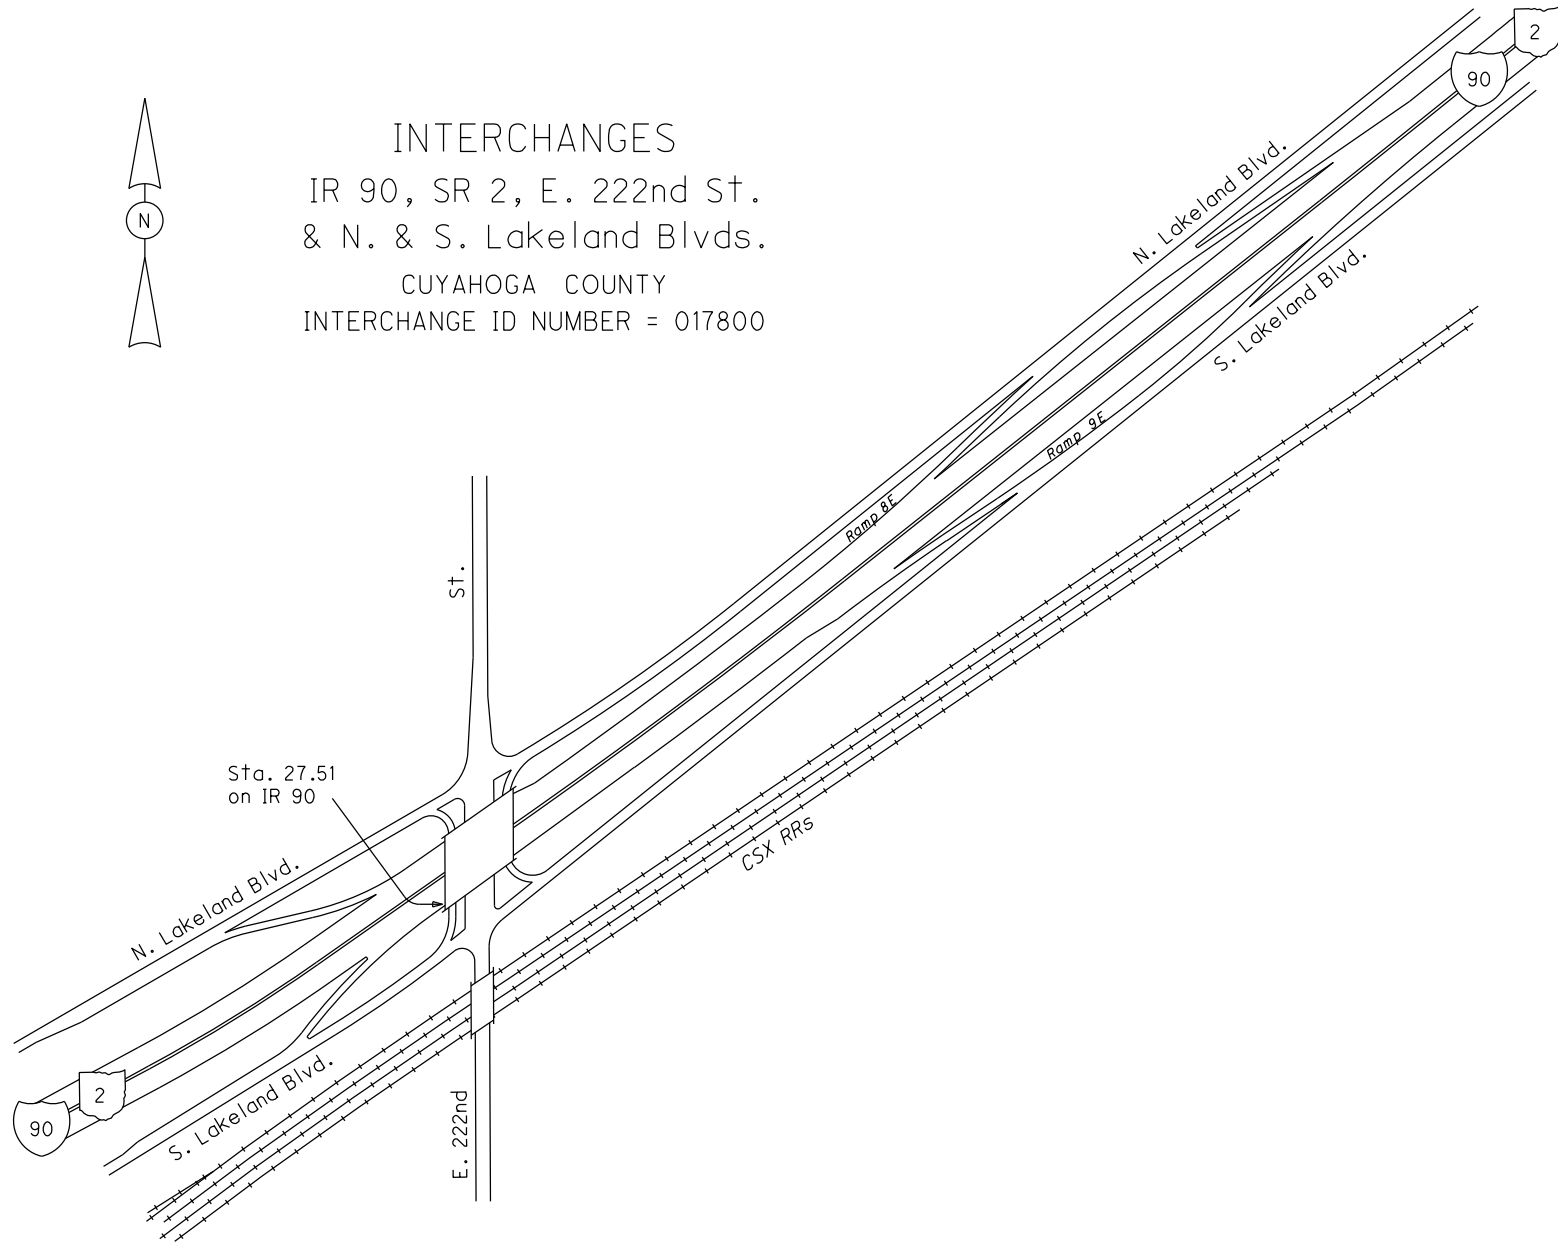 INTERCHANGES
IR 90, SR 2, E. 222nd St.
& N. & S. Lakeland Blvds.
CUYAHOGA COUNTY
INTERCHANGE ID NUMBER = 017800
N
2
90
N. Lakeland Blvd.
S. Lakeland Blvd.
Ramp 9E
Ramp 8E
St.
Sta. 27.51
on IR 90
CSX RRs
N. Lakeland Blvd.
2
90
S. Lakeland Blvd.
E. 222nd